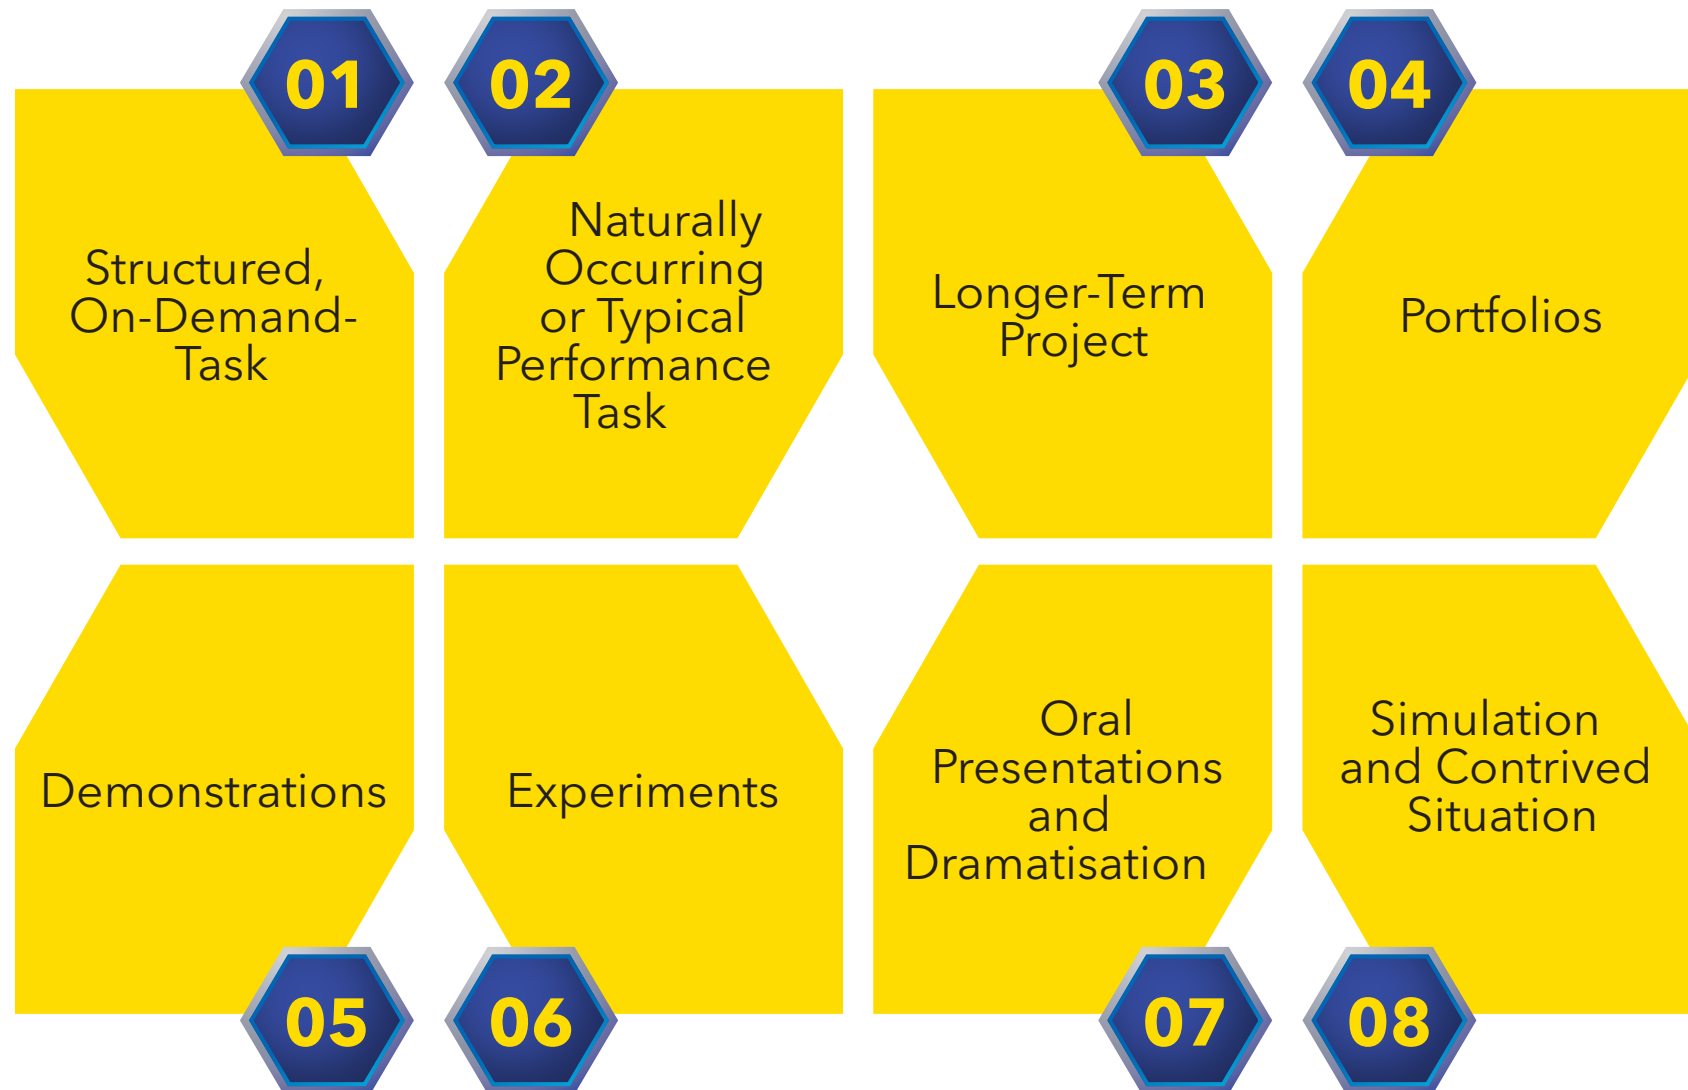 01
Structured,
On-Demand-
Task
02
Naturally
Occurring
or Typical
Performance
Task
03
Longer-Term
Project
04
Portfolios
Demonstrations
05
Experiments
06
Oral
Presentations
and
Dramatisation
07
Simulation
and Contrived
Situation
08